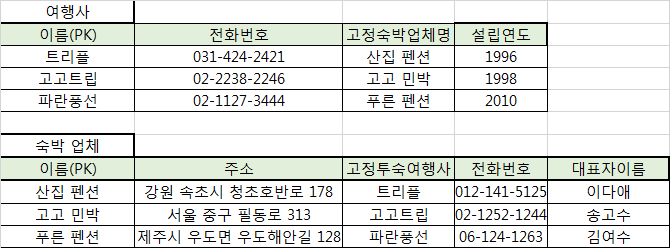 여행사
이름(PK) 전화번호 고정숙박업체명 설립연도
트리플 031-424-2421 산집 펜션 1996
고고트립 02-2238-2246 고고 민박 1998
파란풍선 02-1127-3444 푸른 펜션 2010
숙박 업체
이름(PK) 주소 고정투숙여행사 전화번호 대표자이름
산집 펜션 강원 속초시 청초호반로 178 트리플 012-141-5125 이다애
고고 민박 서울 중구 필동로 313 고고트립 02-1252-1244 송고수
푸른 펜션 제주시 우도면 우도해안길 128 파란풍선 06-124-1263 김여수